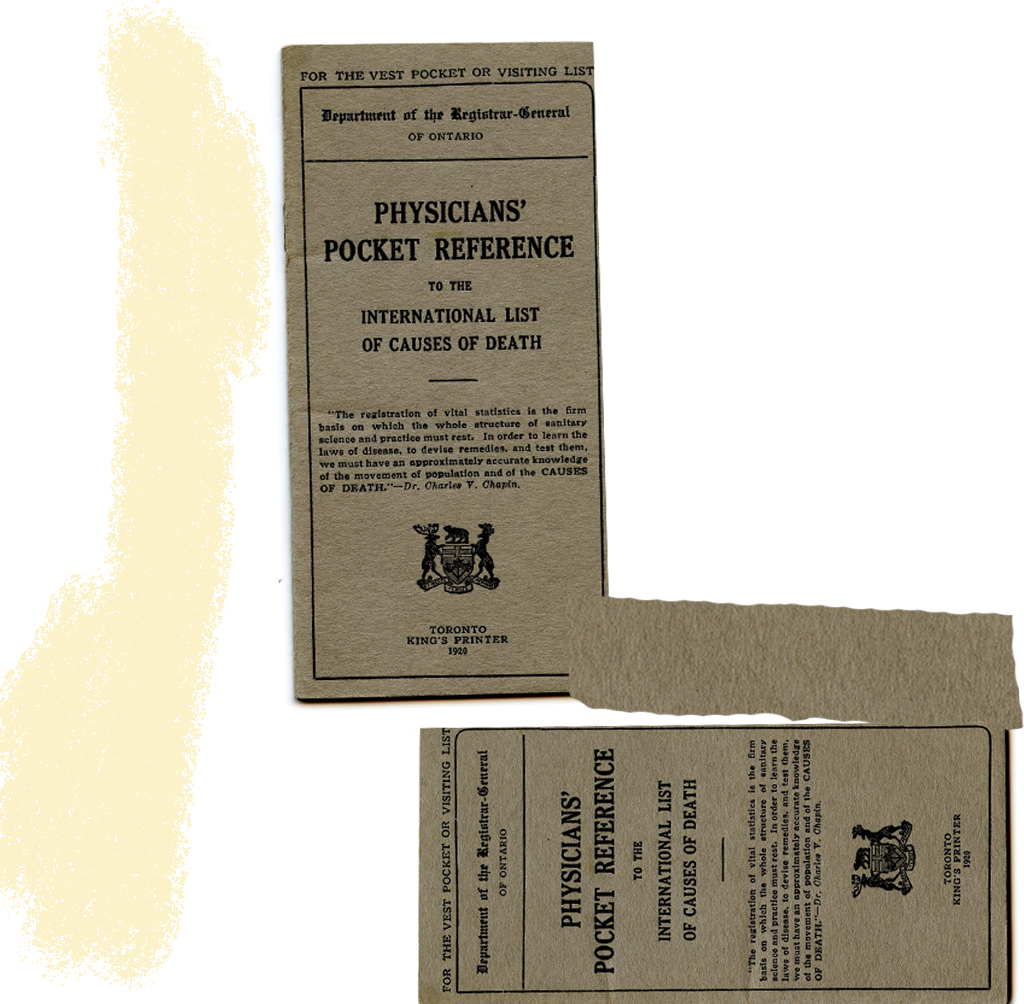 FOR THE VEST POCKET OR VISITING LIST
Department of the Registrar-General
OF ONTARIO
PHYSICIANS'
POCKET REFERENCE
TO THE
INTERNATIONAL LIST
OF CAUSES OF DEATH
"The registration of vital statistics is the firm
basis on which the whole structure of sanitary
science and practice must rest. In order to learn the
laws of disease, to devise remedies, and test them,
we must have an approximately accurate knowledge
of the movement of population and of the CAUSES
OF DEATH."—Dr. Charles V. Chapin.
TORONTO
KING'S PRINTER
1920
FOR THE VEST POCKET OR VISITING LIST
Department of the Registrar-General
OF ONTARIO
PHYSICIANS'
POCKET REFERENCE
TO THE
INTERNATIONAL LIST
OF CAUSES OF DEATH
"The registration of vital statistics is the firm
basis on which the whole structure of sanitary
science and practice must rest. In order to learn the
laws of disease, to devise remedies, and test them,
we must have an approximately accurate knowledge
of the movement of population and of the CAUSES
OF DEATH."—Dr. Charles V. Chapin.
TORONTO
KING'S PRINTER
1920